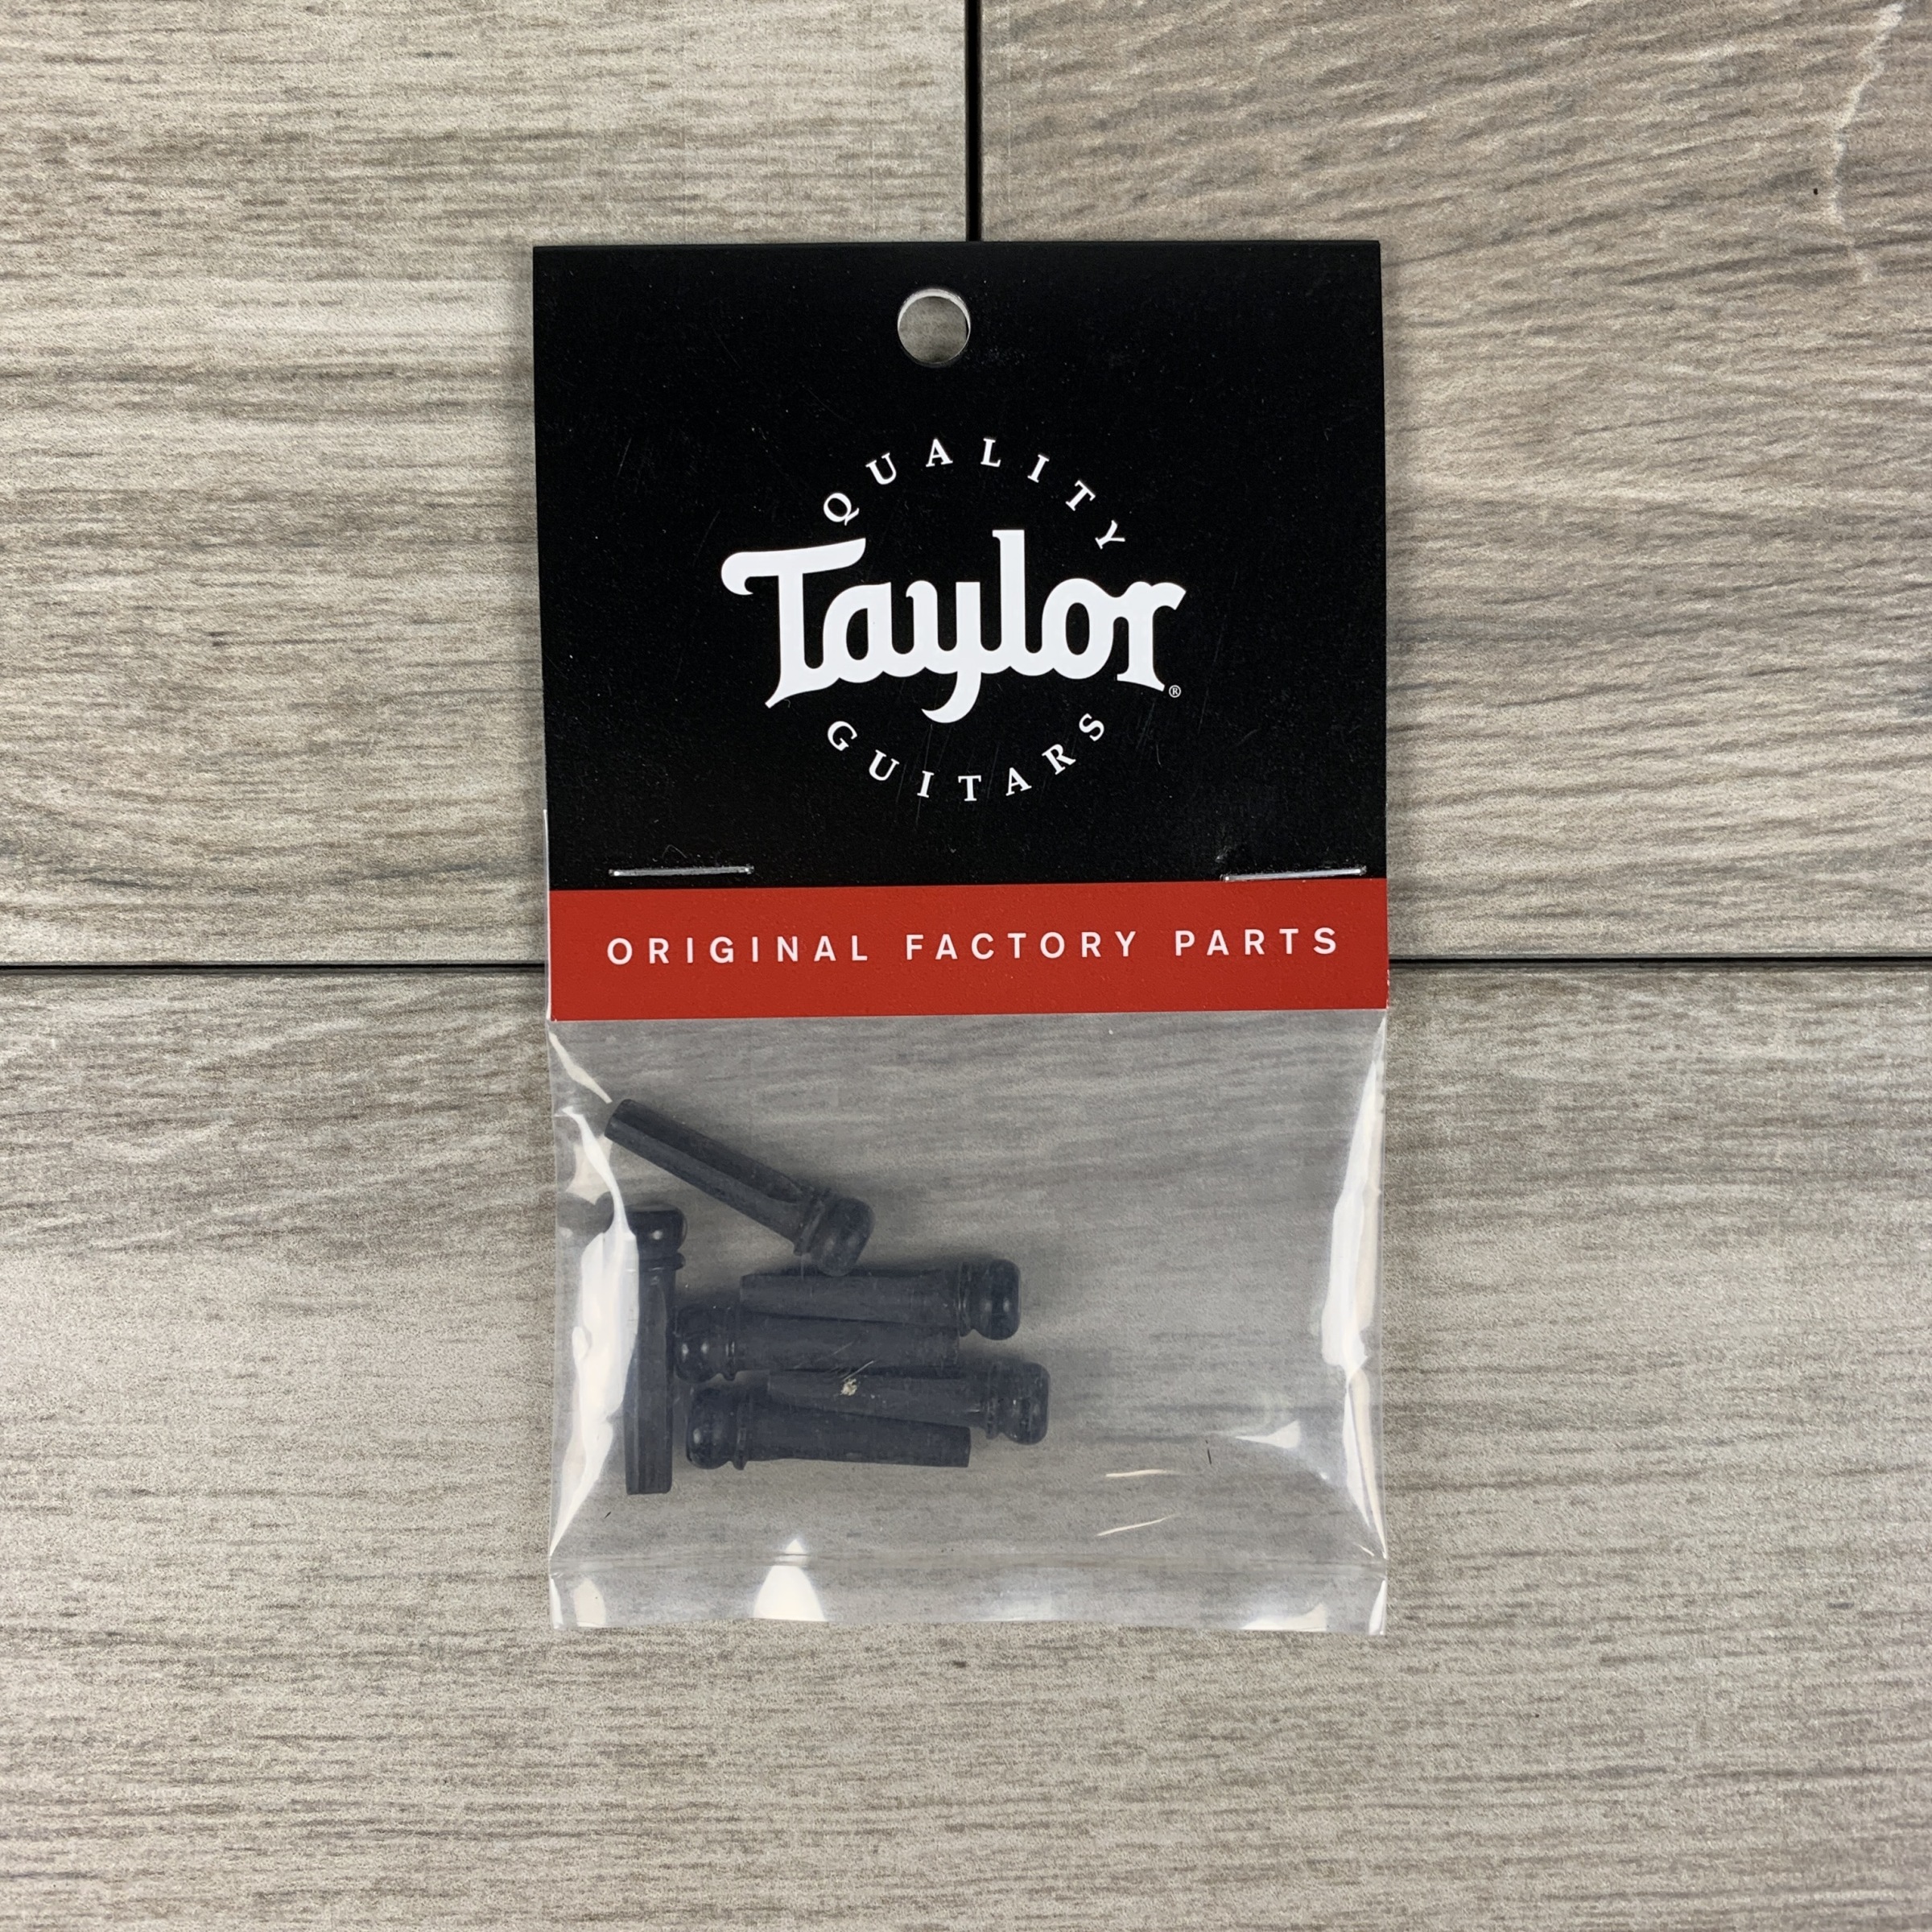 QUALITY
Taylor®
GUITARS
ORIGINAL FACTORY PARTS